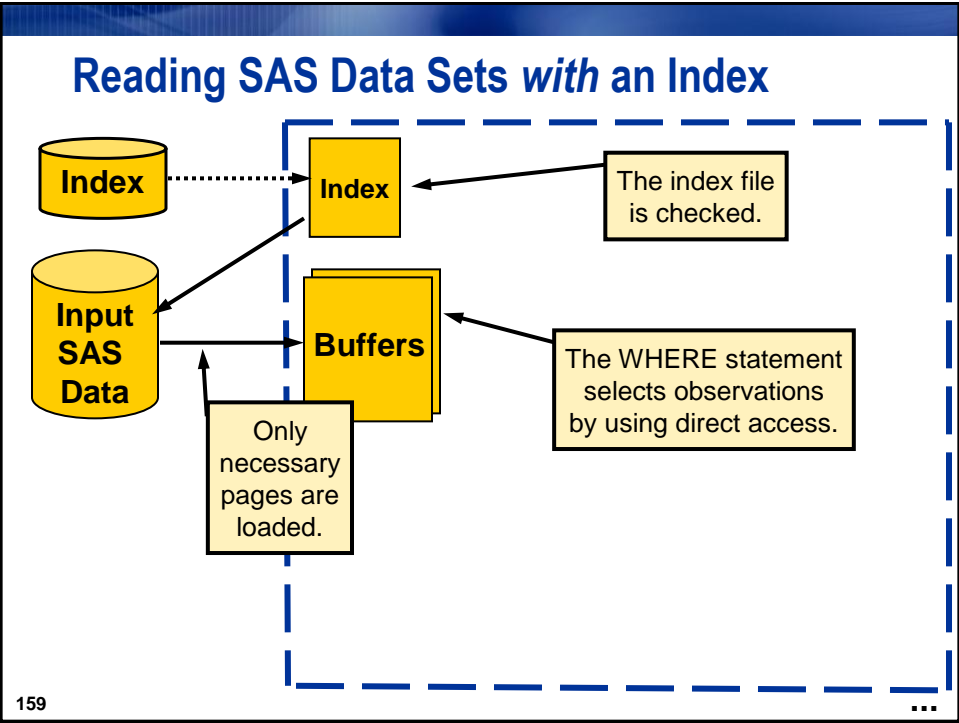 Reading SAS Data Sets with an Index
Index
Index
The index file
is checked.
Input
SAS
Data
Buffers
The WHERE statement
selects observations
by using direct access.
Only
necessary
pages are
loaded.
159
...